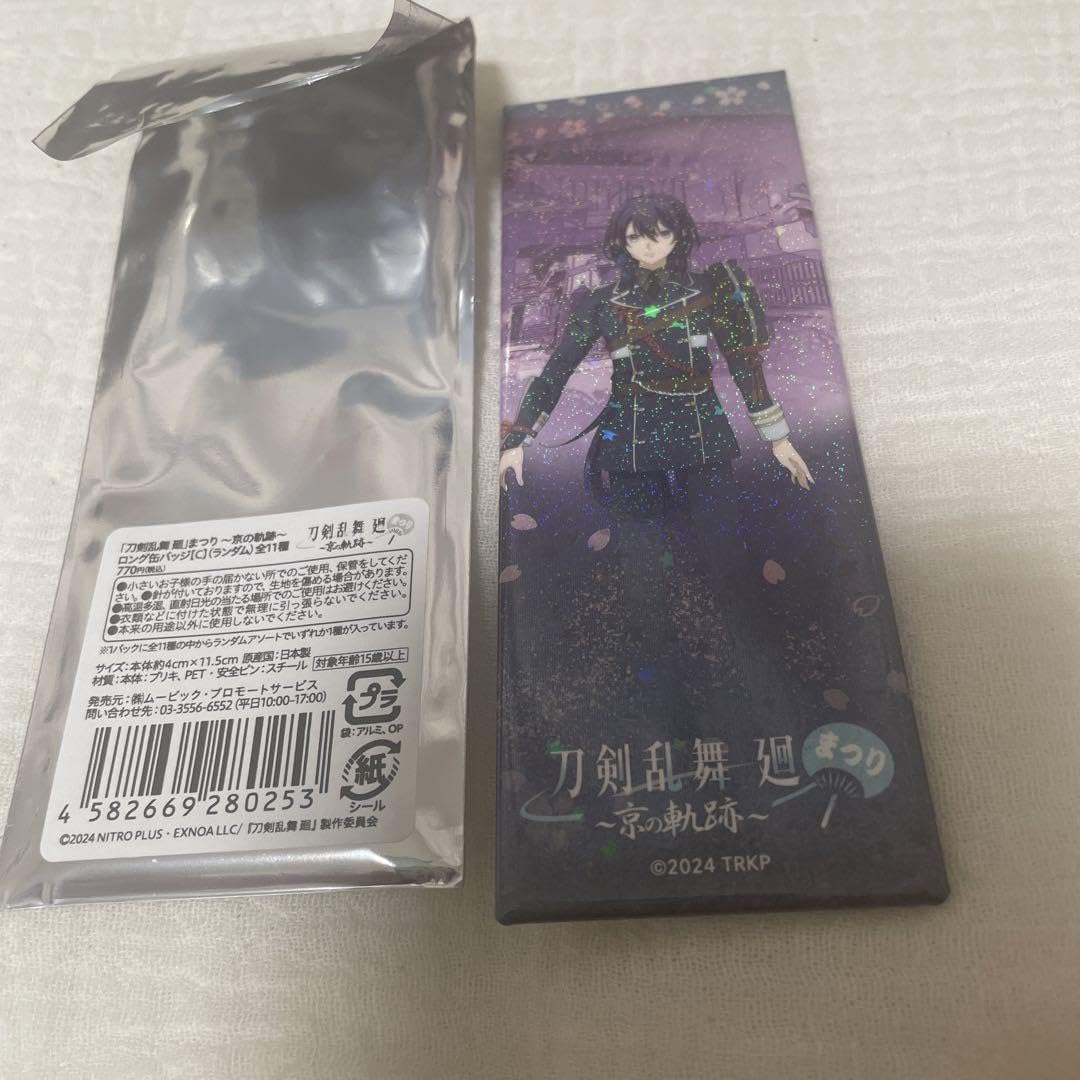 「刀剣乱舞 廻」まつり ～京の軌跡～
ロング缶バッジ[C](ランダム)全11種
770円(税込)
刀剣乱舞 廻
まつり
～京の軌跡～
●小さいお子様の手の届かない所でのご使用、保管をしてくだ
さい。●針が付いておりますので、生地を傷める場合があります。
●高温多湿、直射日光の当たる場所でのご使用はお避けください。
●衣類などに付けた状態で無理に引っ張らないでください。
●本来の用途以外に使用しないでください。
※1パックに全11種の中からランダムアソートでいずれか1種が入っています。
サイズ:本体約4cm×11.5cm 原産国:日本製
材質:本体:ブリキ、PET・安全ピン:スチール
対象年齢15歳以上
発売元:㈱ムービック・プロモートサービス
問い合わせ先:03-3556-6552(平日10:00-17:00)
プラ
袋:アルミ、OP
紙
シール
4 582669 280253
©2024 NITRO PLUS・EXNOA LLC/『刀剣乱舞 廻』製作委員会
刀剣乱舞 廻
まつり
～京の軌跡～
©2024 TRKP